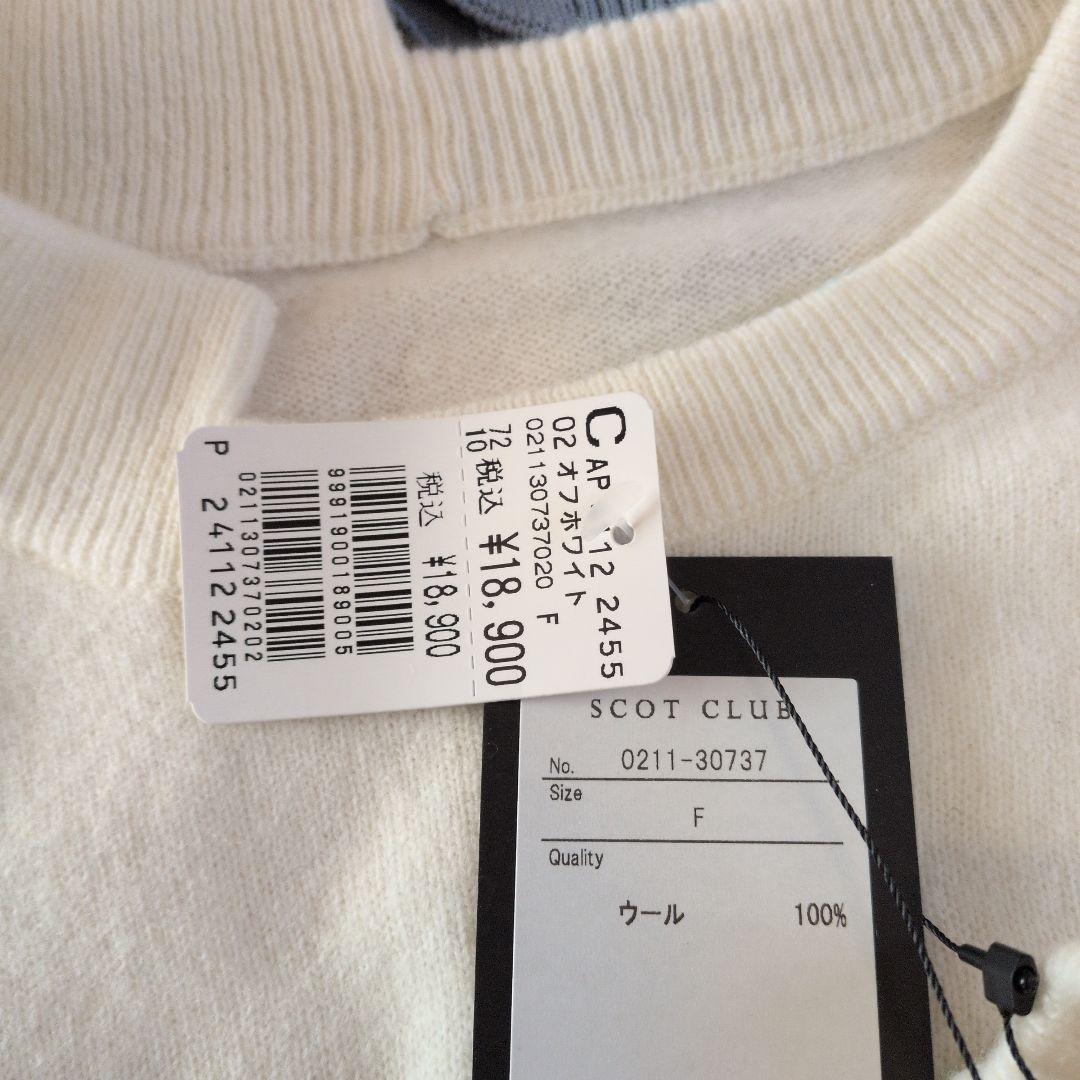 C AP 12 2455
02 オフホワイト
021130737020 F
72
10 税込 ¥18,900
税込 ¥18,900
9991900189005
0211307370202
P 24112 2455
SCOT CLUB
No. 0211-30737
Size
F
Quality
ウール 100%